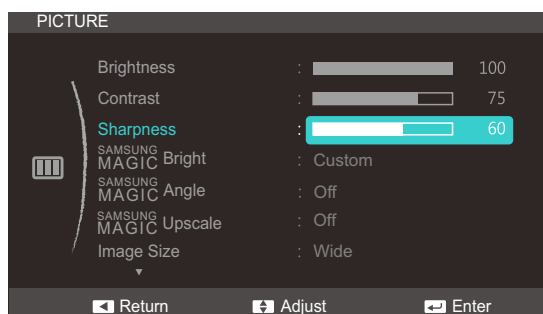 PICTURE
Brightness : 100
Contrast : 75
Sharpness : 60
SAMSUNG MAGIC Bright : Custom
SAMSUNG MAGIC Angle : Off
SAMSUNG MAGIC Upscale : Off
Image Size : Wide
Return Adjust Enter